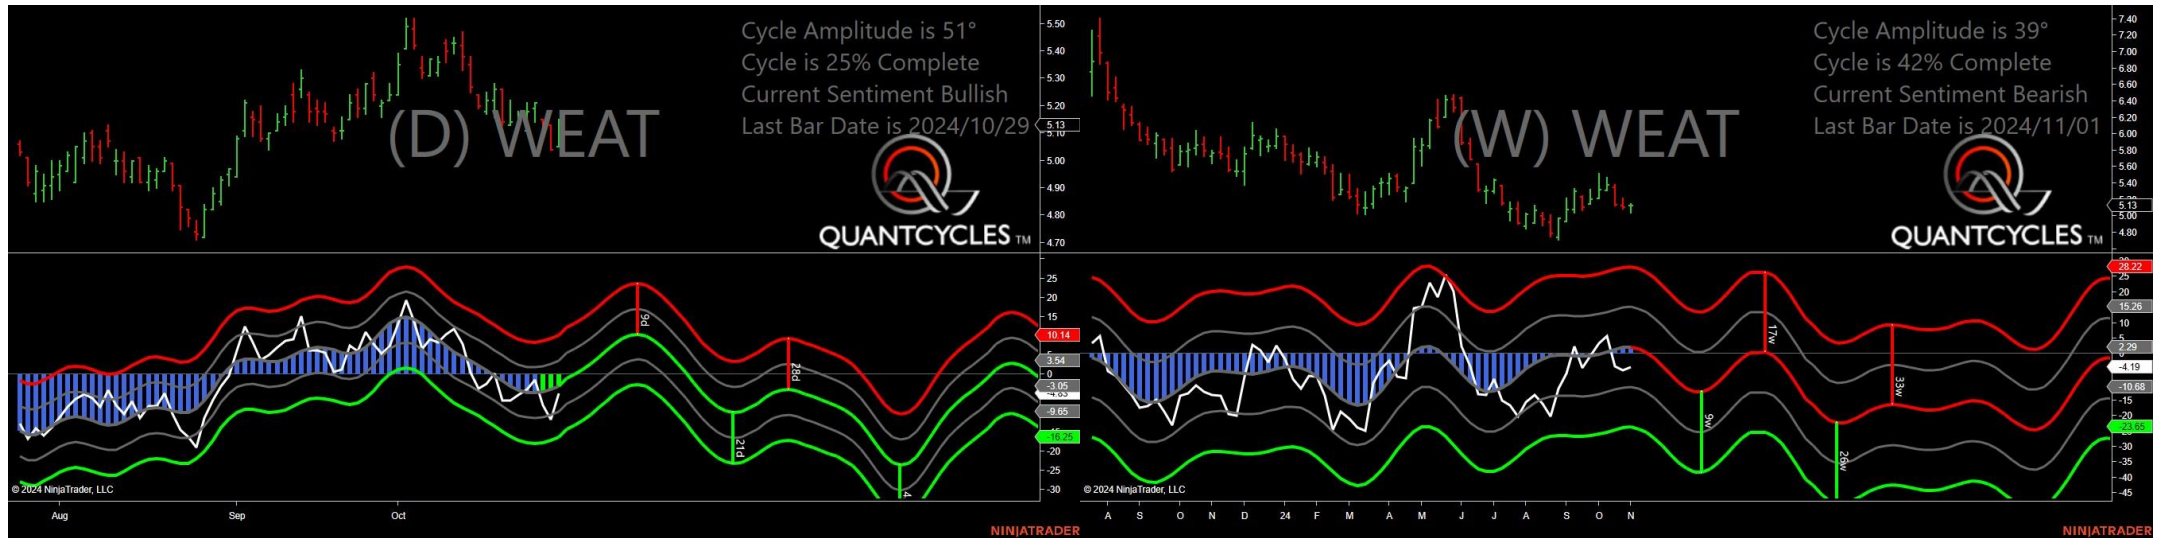 Cycle Amplitude is 51°
Cycle is 25% Complete
Current Sentiment Bullish
Last Bar Date is 2024/10/29
(D) WEAT
QUANTCYCLES TM
5.50
5.40
5.30
5.20
5.13
5.00
4.90
4.80
4.70
25
20
15
10.14
3.54
0
-3.05
-4.83
-9.65
-16.25
-20
-25
-30
9d
21d
28d
4
© 2024 NinjaTrader, LLC
Aug Sep Oct
NINJATRADER
Cycle Amplitude is 39°
Cycle is 42% Complete
Current Sentiment Bearish
Last Bar Date is 2024/11/01
(W) WEAT
QUANTCYCLES TM
7.40
7.20
7.00
6.80
6.60
6.40
6.20
6.00
5.80
5.60
5.40
5.13
5.00
4.80
28.22
25
20
15.26
10
2.29
-4.19
-10.68
-15
-20
-23.65
-30
-35
-40
-45
17w
9w
33w
26w
© 2024 NinjaTrader, LLC
A S O N D 24 F M A M J J A S O N
NINJATRADER